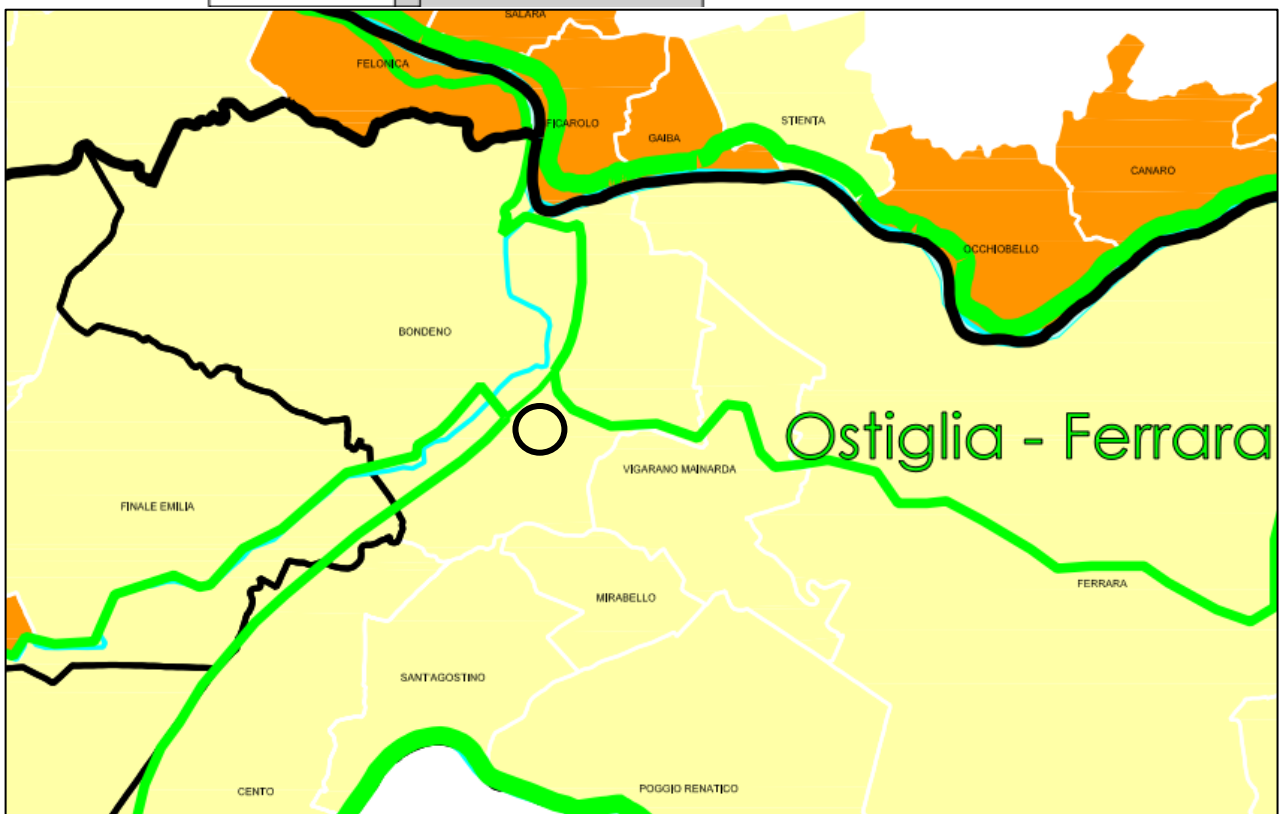 SALARA
FELONICA
FICAROLO
STIENTA
GAIBA
CANARO
OCCHIOBELLO
BONDENO
Ostiglia - Ferrara
VIGARANO MAINARDA
FINALE EMILIA
FERRARA
MIRABELLO
SANT'AGOSTINO
POGGIO RENATICO
CENTO